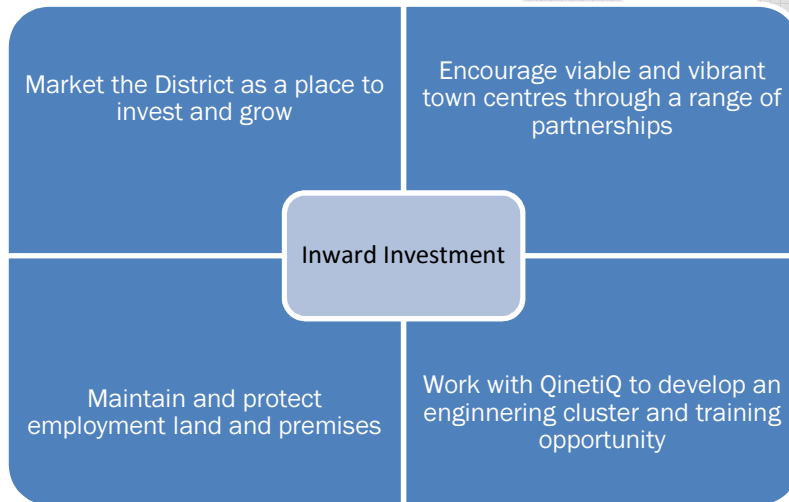 Market the District as a place to
invest and grow
Encourage viable and vibrant
town centres through a range of
partnerships
Inward Investment
Maintain and protect
employment land and premises
Work with QinetiQ to develop an
enginnering cluster and training
opportunity